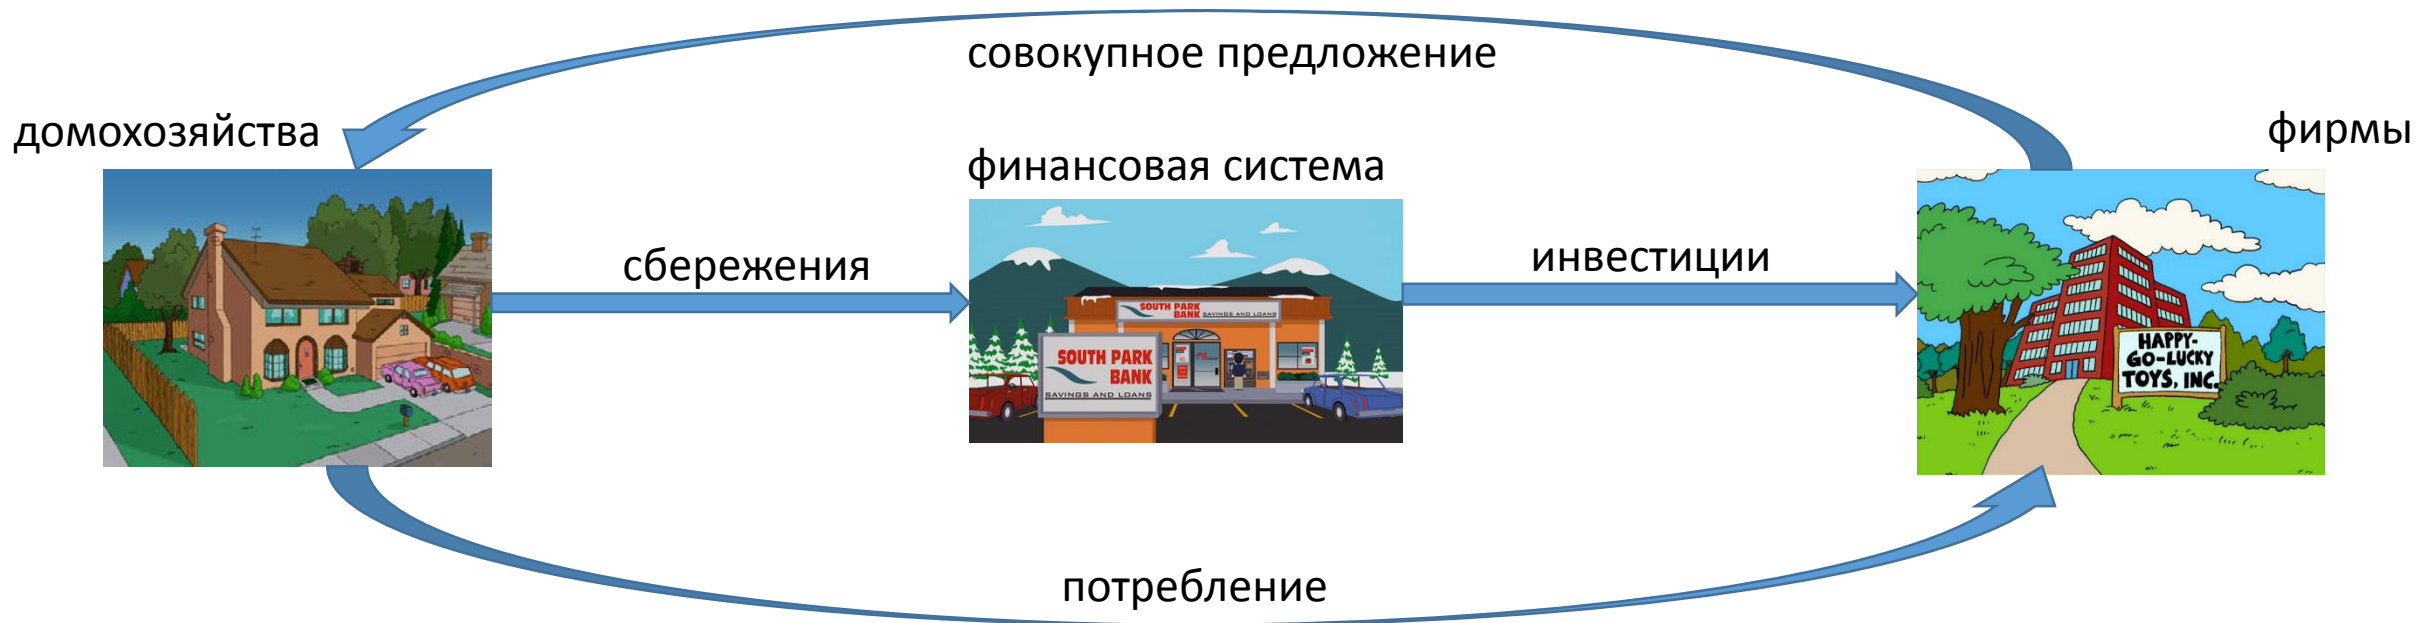 совокупное предложение
домохозяйства
фирмы
финансовая система
сбережения
инвестиции
SOUTH PARK
BANK
SAVINGS AND LOANS
SOUTH PARK
BANK
SAVINGS AND LOANS
HAPPY-
GO-LUCKY
TOYS, INC.
потребление